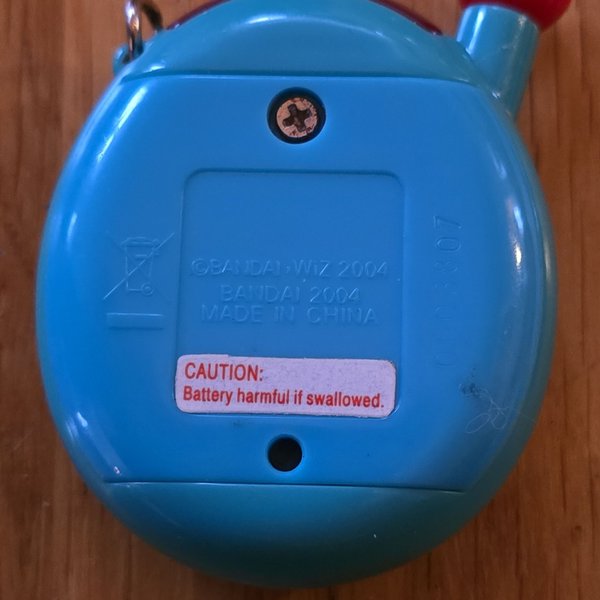 ©BANDAI•WiZ 2004
BANDAI 2004
MADE IN CHINA
CAUTION:
Battery harmful if swallowed.